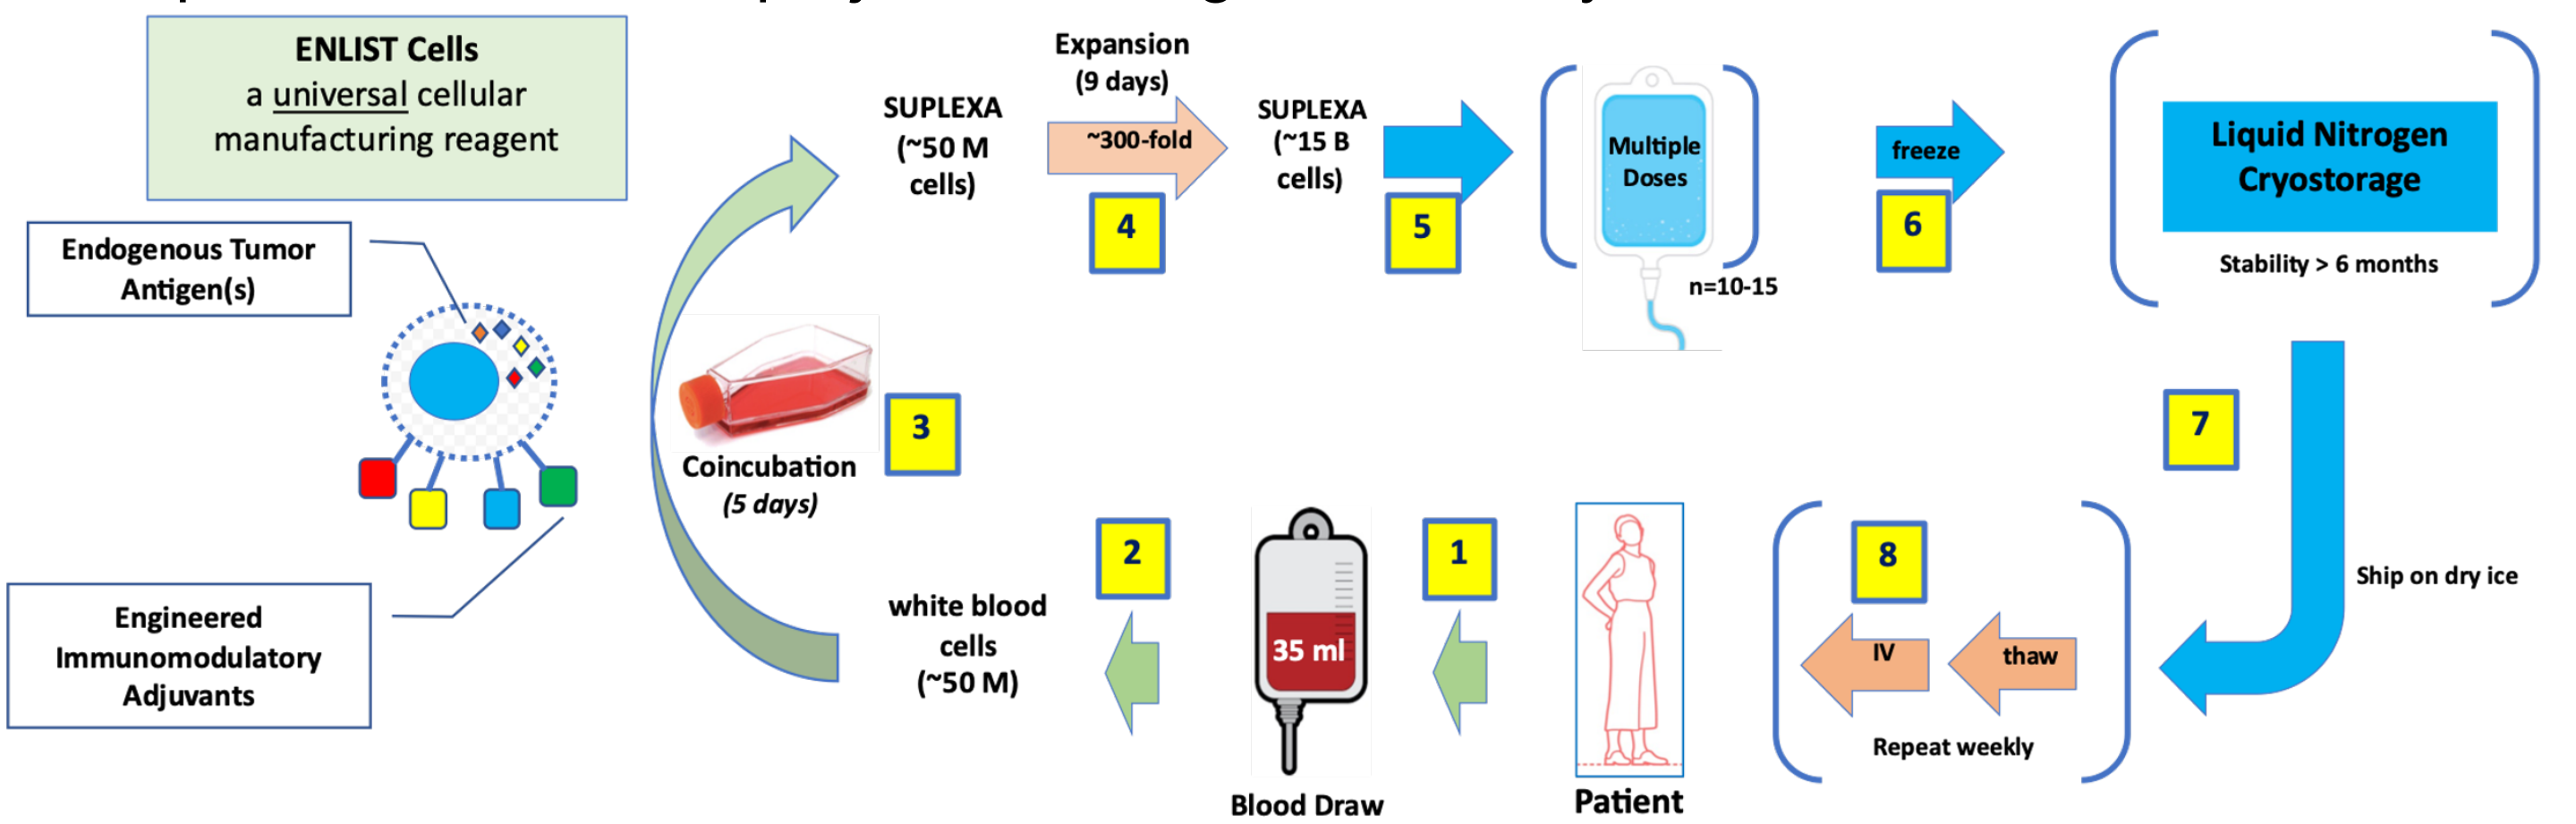 ENLIST Cells
a universal cellular
manufacturing reagent
Endogenous Tumor
Antigen(s)
Engineered
Immunomodulatory
Adjuvants
SUPLEXA
(~50 M
cells)
Expansion
(9 days)
~300-fold
4
SUPLEXA
(~15 B
cells)
5
Multiple
Doses
n=10-15
freeze
6
Liquid Nitrogen
Cryostorage
Stability > 6 months
Coincubation
(5 days)
3
7
Ship on dry ice
white blood
cells
(~50 M)
2
35 ml
Blood Draw
1
Patient
8
IV
thaw
Repeat weekly